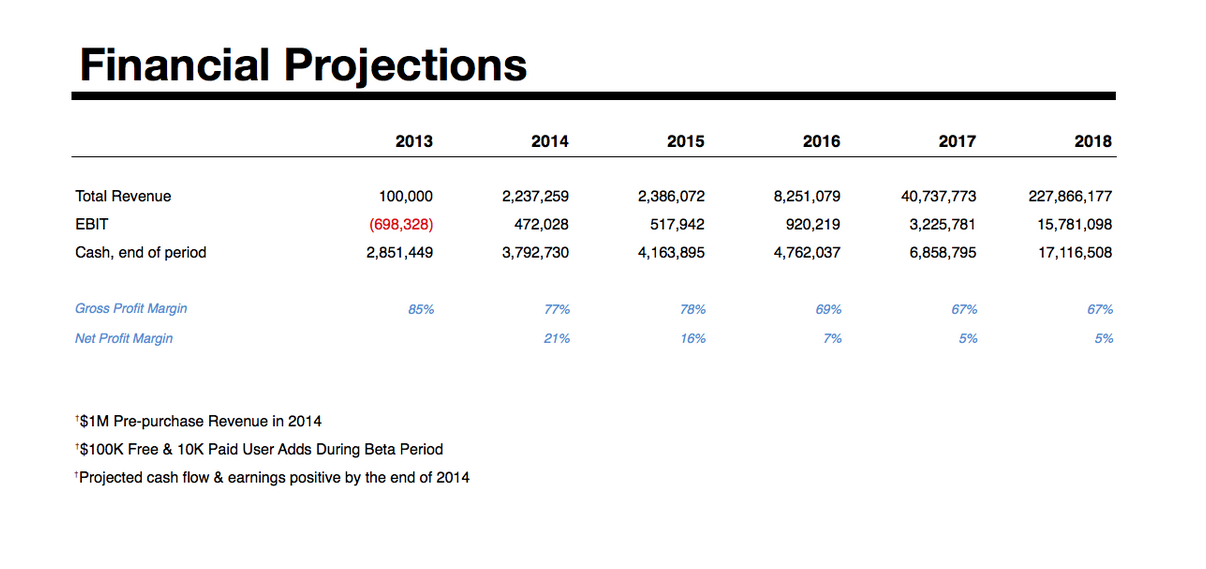 Financial Projections
2013 2014 2015 2016 2017 2018
Total Revenue 100,000 2,237,259 2,386,072 8,251,079 40,737,773 227,866,177
EBIT (698,328) 472,028 517,942 920,219 3,225,781 15,781,098
Cash, end of period 2,851,449 3,792,730 4,163,895 4,762,037 6,858,795 17,116,508
Gross Profit Margin 85% 77% 78% 69% 67% 67%
Net Profit Margin 21% 16% 7% 5% 5%
†$1M Pre-purchase Revenue in 2014
†$100K Free & 10K Paid User Adds During Beta Period
†Projected cash flow & earnings positive by the end of 2014